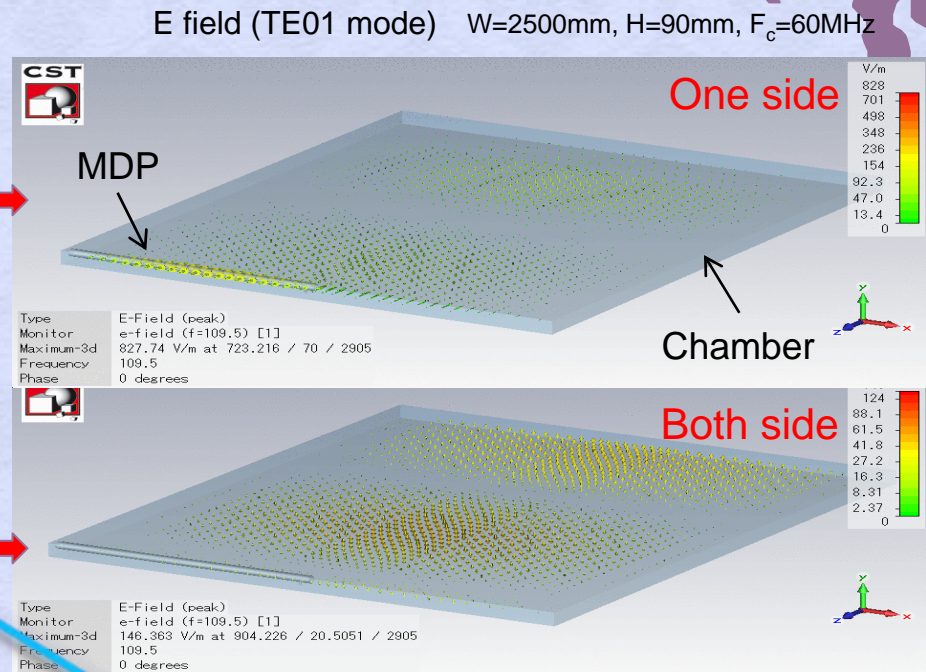 E field (TE01 mode) W=2500mm, H=90mm, Fc=60MHz
CST
One side
V/m
828
701
498
348
236
154
92.3
47.0
13.4
0
MDP
Chamber
y
z
x
Type E-Field (peak)
Monitor e-field (f=109.5) [1]
Maximum-3d 827.74 V/m at 723.216 / 70 / 2905
Frequency 109.5
Phase 0 degrees
Both side
124
88.1
61.5
41.8
27.2
16.3
8.31
2.37
0
y
z
x
Type E-Field (peak)
Monitor e-field (f=109.5) [1]
Maximum-3d 146.363 V/m at 904.226 / 20.5051 / 2905
Frequency 109.5
Phase 0 degrees